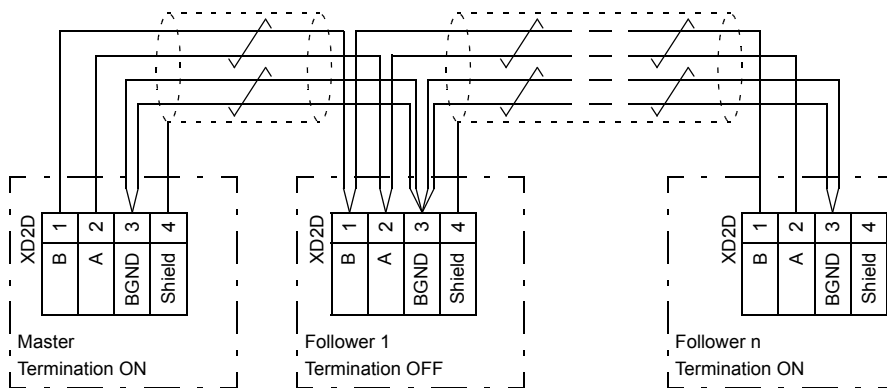 XD2D
1 2 3 4
B A BGND Shield
Master
Termination ON
XD2D
1 2 3 4
B A BGND Shield
Follower 1
Termination OFF
XD2D
1 2 3 4
B A BGND Shield
Follower n
Termination ON